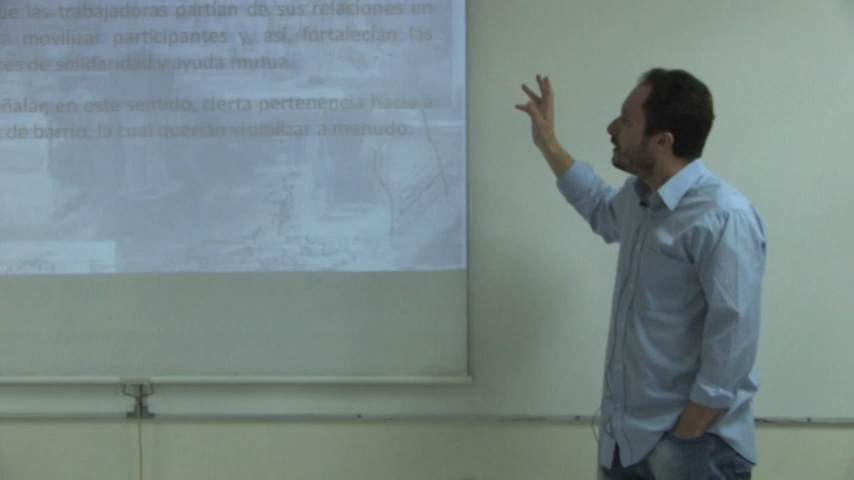 ue las trabajadoras partían de sus relaciones en
a movilizar participantes y, así, fortalecían las
es de solidaridad y ayuda mutua.
ñalar, en este sentido, cierta pertenencia hacia a
de barrio, la cual querían visibilizar a menudo.